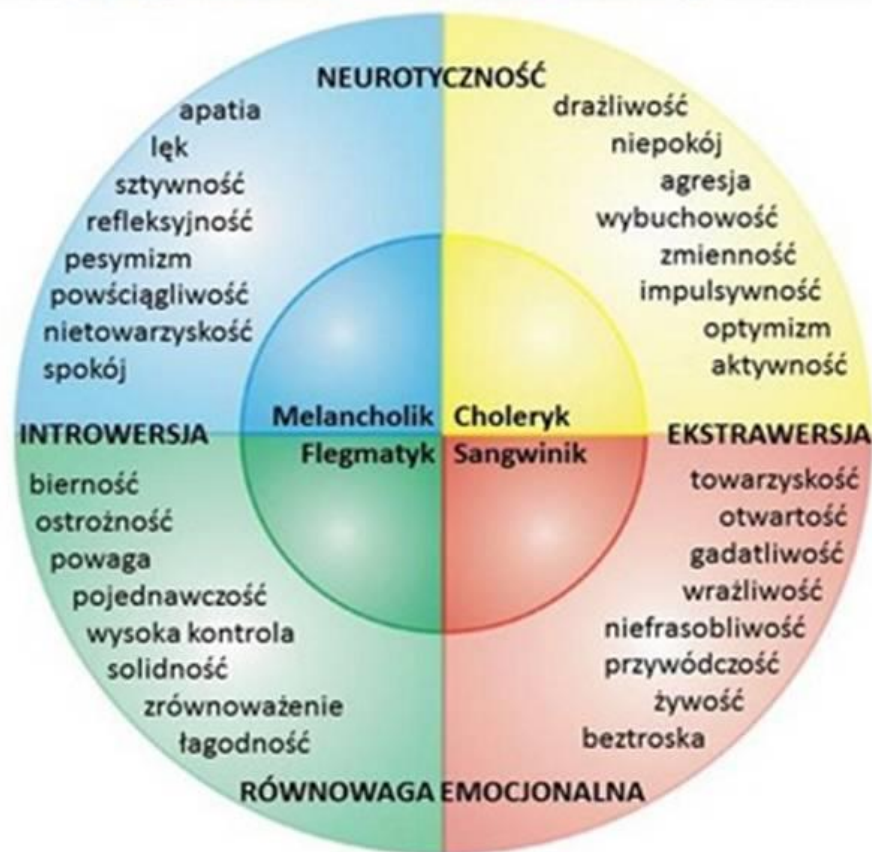 NEUROTYCZNOŚĆ
apatia
lęk
sztywność
refleksyjność
pesymizm
powściągliwość
nietowarzyskość
spokój
drażliwość
niepokój
agresja
wybuchowość
zmienność
impulsywność
optymizm
aktywność
Melancholik
Choleryk
INTROWERSJA
EKSTRAWERSJA
Flegmatyk
Sangwinik
bierność
ostrożność
powaga
pojednawczość
wysoka kontrola
solidność
zrównoważenie
łagodność
towarzyskość
otwartość
gadatliwość
wrażliwość
niefrasobliwość
przywódczość
żywość
beztroska
RÓWNOWAGA EMOCJONALNA